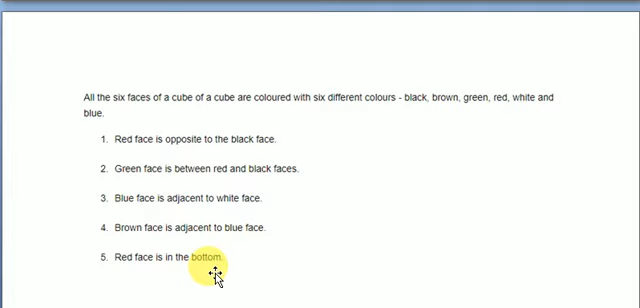 All the six faces of a cube of a cube are coloured with six different colours - black, brown, green, red, white and
blue.
1. Red face is opposite to the black face.
2. Green face is between red and black faces.
3. Blue face is adjacent to white face.
4. Brown face is adjacent to blue face.
5. Red face is in the bottom.